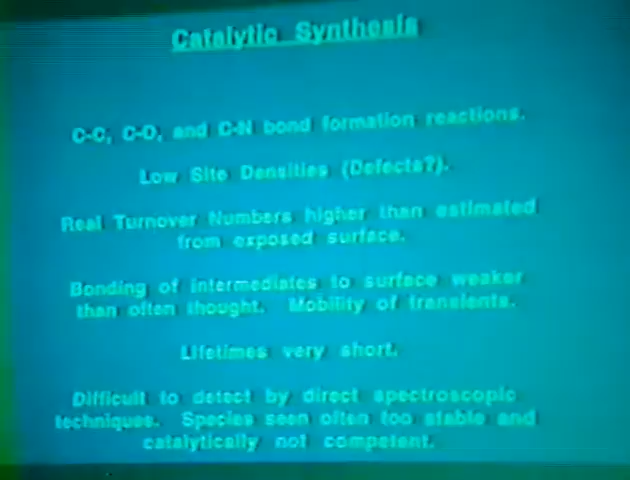 Catalytic Synthesis
C-C, C-O, and C-N bond formation reactions.
Low Site Densities (Defects?).
Real Turnover Numbers higher than estimated
from exposed surface.
Bonding of intermediates to surface weaker
than often thought. Mobility of transients.
Lifetimes very short.
Difficult to detect by direct spectroscopic
techniques. Species seen often too stable and
catalytically not competent.